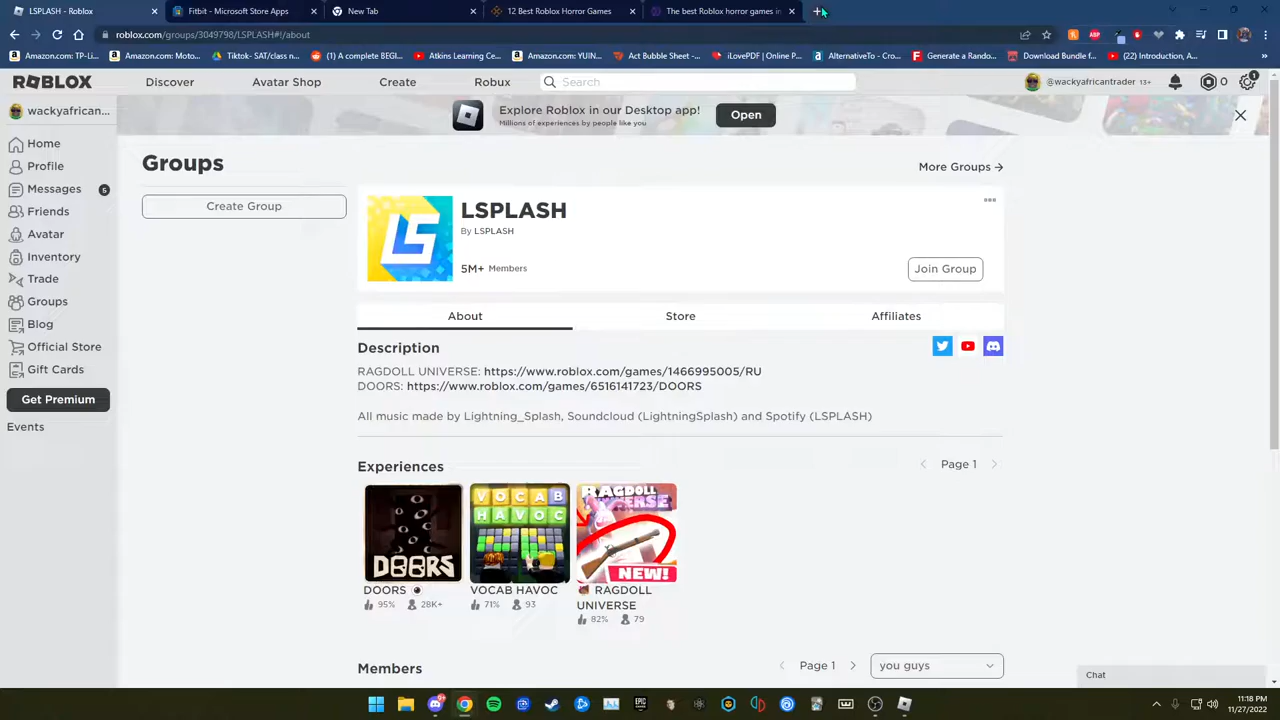 LSPLASH - Roblox
Fitbit - Microsoft Store Apps
New Tab
12 Best Roblox Horror Games
The best Roblox horror games in
roblox.com/groups/3049798/LSPLASH#!/about
Amazon.com: TP-Li...
Amazon.com: Moto...
Tiktok- SAT/class n...
A complete BEGI...
Atkins Learning Cent...
Amazon.com: YUIN...
Act Bubble Sheet -...
iLovePDF | Online P...
AlternativeTo - Cro...
Generate a Random...
Download Bundle f...
(22) Introduction, A...
ROBLOX
Discover
Avatar Shop
Create
Robux
Search
@wackyafricantrader 13+
0
1
wackyafrican...
Explore Roblox in our Desktop app!
Millions of experiences by people like you
Open
Home
Profile
Messages
5
Friends
Avatar
Inventory
Trade
Groups
Blog
Official Store
Gift Cards
Get Premium
Events
Groups
More Groups
Create Group
LS
LSPLASH
By LSPLASH
5M+ Members
Join Group
About
Store
Affiliates
Description
RAGDOLL UNIVERSE: https://www.roblox.com/games/1466995005/RU
DOORS: https://www.roblox.com/games/6516141723/DOORS
All music made by Lightning_Splash, Soundcloud (LightningSplash) and Spotify (LSPLASH)
Experiences
Page 1
DOORS
VOCAB
HAVOC
RAGDOLL
UNIVERSE
NEW!
DOORS
95%
28K+
VOCAB HAVOC
71%
93
RAGDOLL
UNIVERSE
82%
79
Members
Page 1
you guys
Chat
11:18 PM
11/27/2022